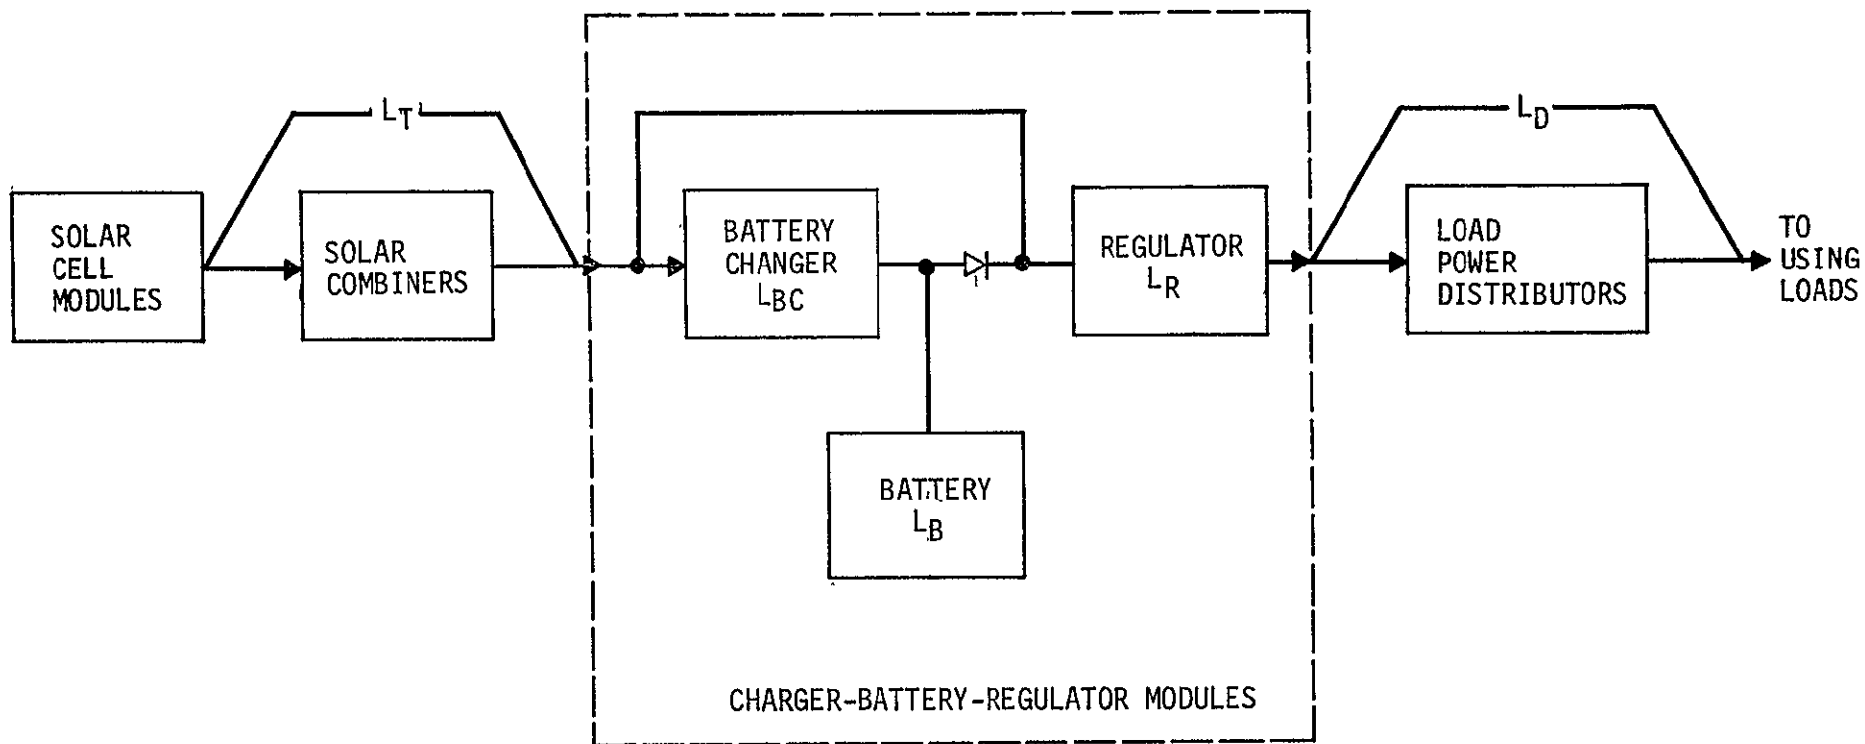 SOLAR
CELL
MODULES
L_T
SOLAR
COMBINERS
BATTERY
CHANGER
L_BC
BATTERY
L_B
REGULATOR
L_R
L_D
LOAD
POWER
DISTRIBUTORS
TO
USING
LOADS
CHARGER-BATTERY-REGULATOR MODULES